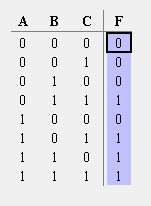 A B C F
0 0 0 0
0 0 1 0
0 1 0 0
0 1 1 1
1 0 0 0
1 0 1 1
1 1 0 1
1 1 1 1